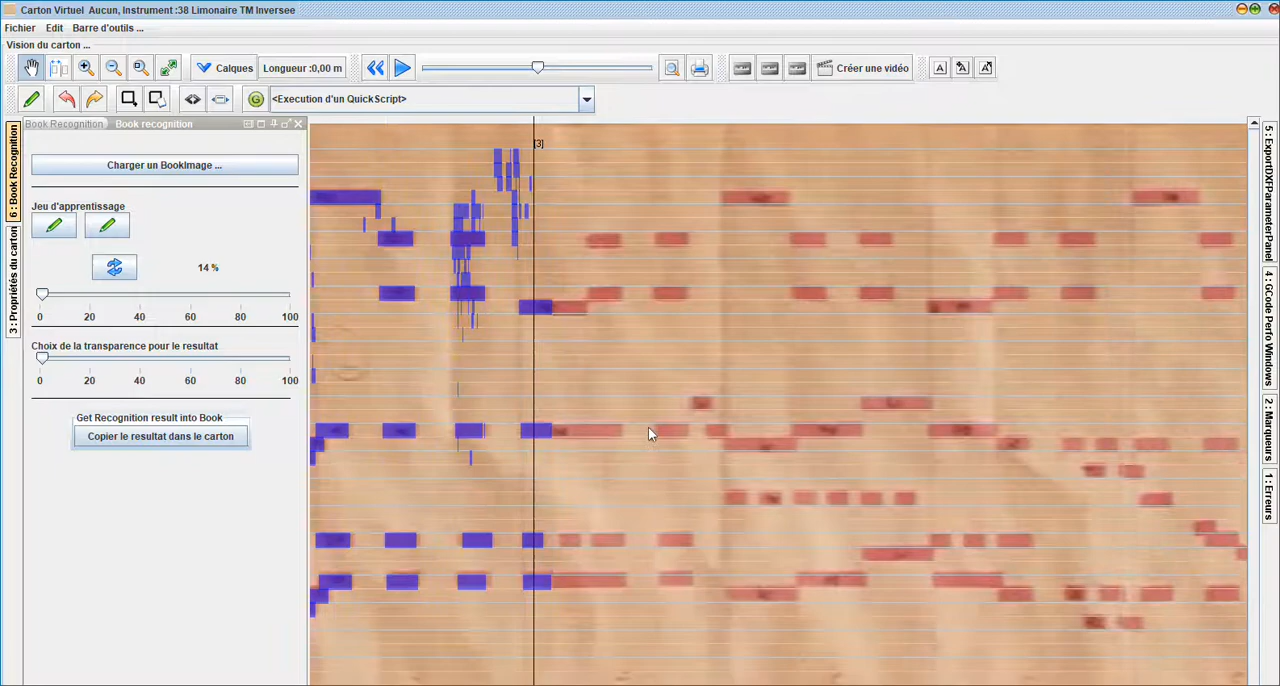 Carton Virtuel Aucun, Instrument :38 Limonaire TM Inversee
Fichier Edit Barre d'outils ...
Vision du carton ...
Calques Longueur :0,00 m Créer une vidéo A A A
G <Execution d'un QuickScript>
Book Recognition Book recognition
[3]
Charger un BookImage ...
Jeu d'apprentissage
14 %
0 20 40 60 80 100
Choix de la transparence pour le resultat
0 20 40 60 80 100
Get Recognition result into Book
Copier le resultat dans le carton
6 : Book Recognition
3 : Propriétés du carton
5 : ExportDXFParameterPanel
4 : GCode Perfo Windows
2 : Marqueurs
1 : Erreurs